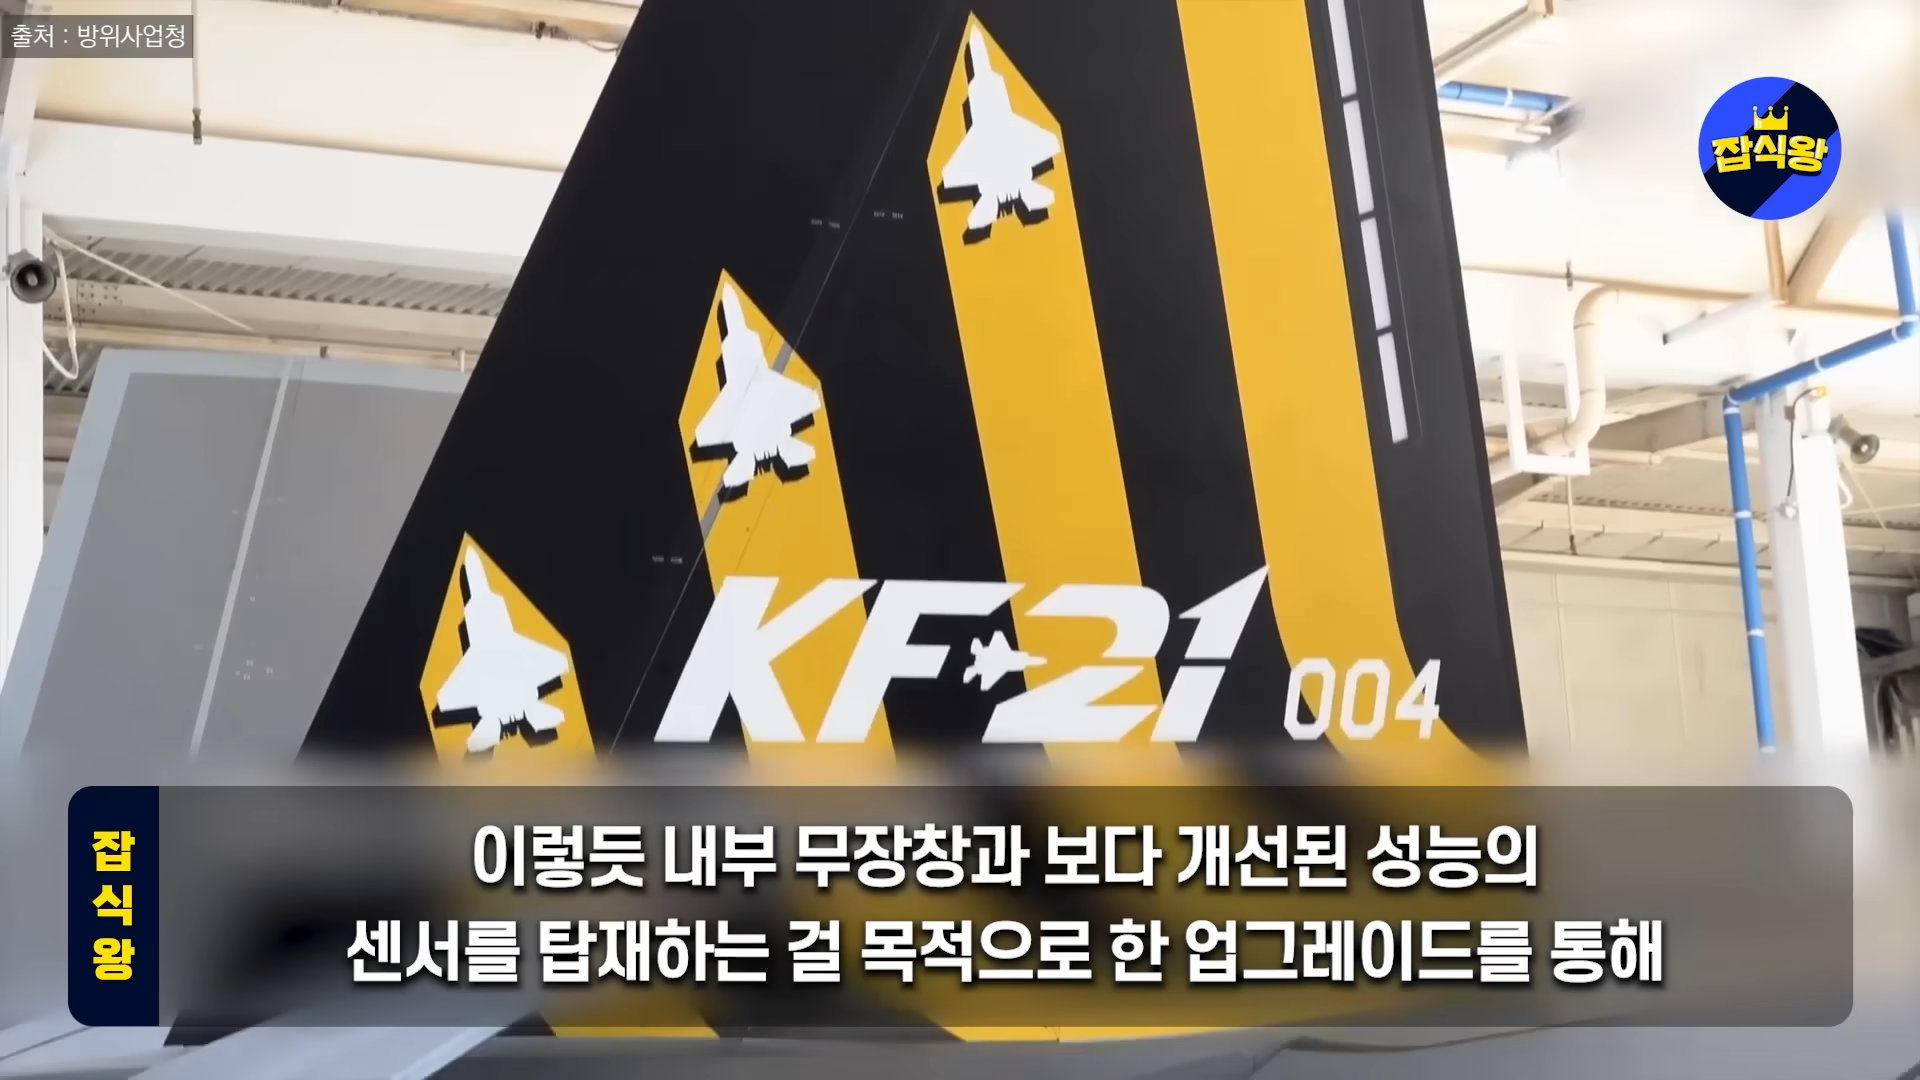 출처 : 방위사업청
잡식왕
KF-21 004
잡식왕
이렇듯 내부 무장창과 보다 개선된 성능의
센서를 탑재하는 걸 목적으로 한 업그레이드를 통해